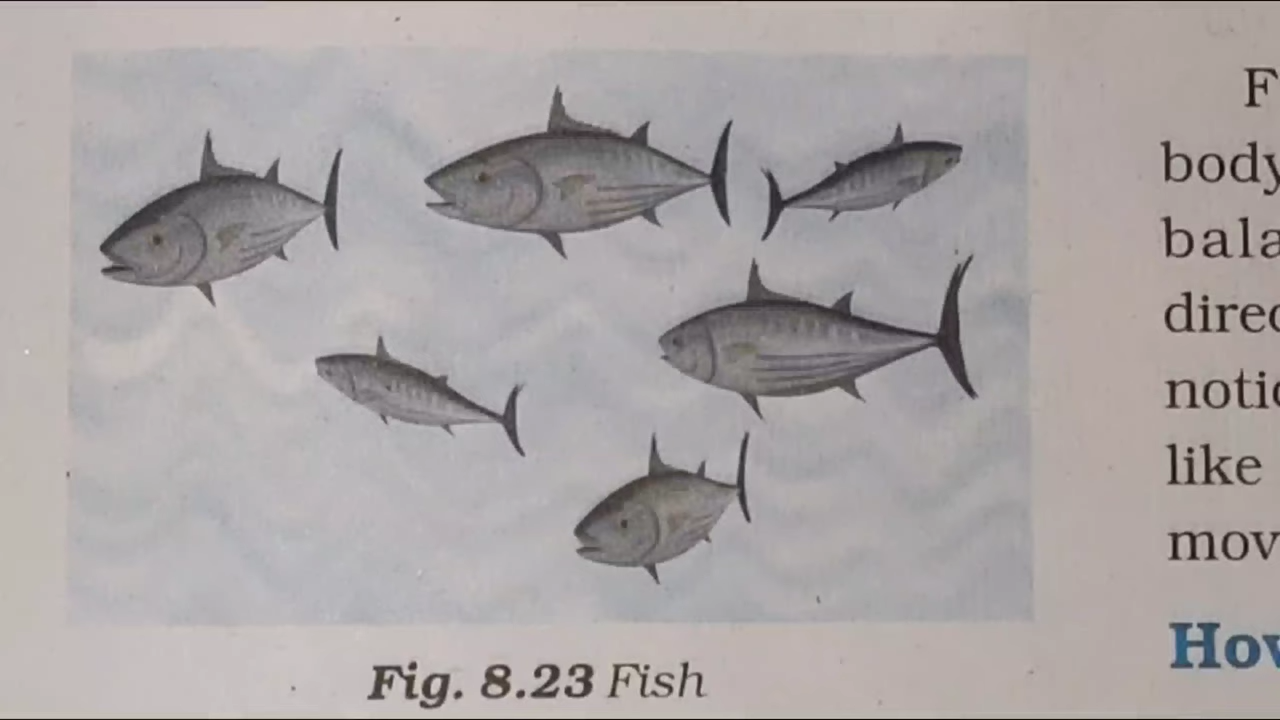 Fig. 8.23 Fish
F
body
bala
direc
notic
like
mov
How